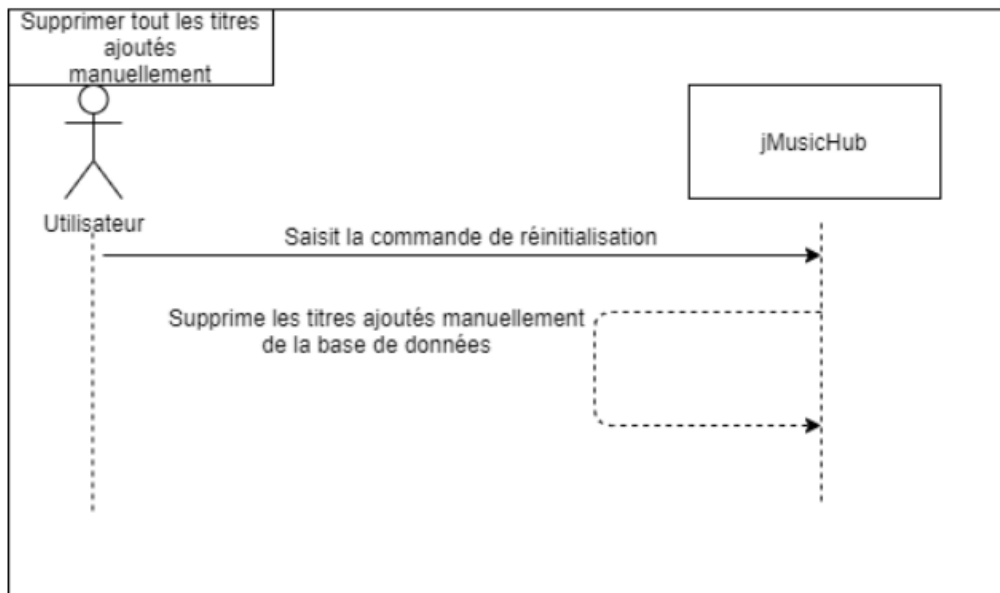 Supprimer tout les titres
ajoutés
manuellement
jMusicHub
Utilisateur
Saisit la commande de réinitialisation
Supprime les titres ajoutés manuellement
de la base de données